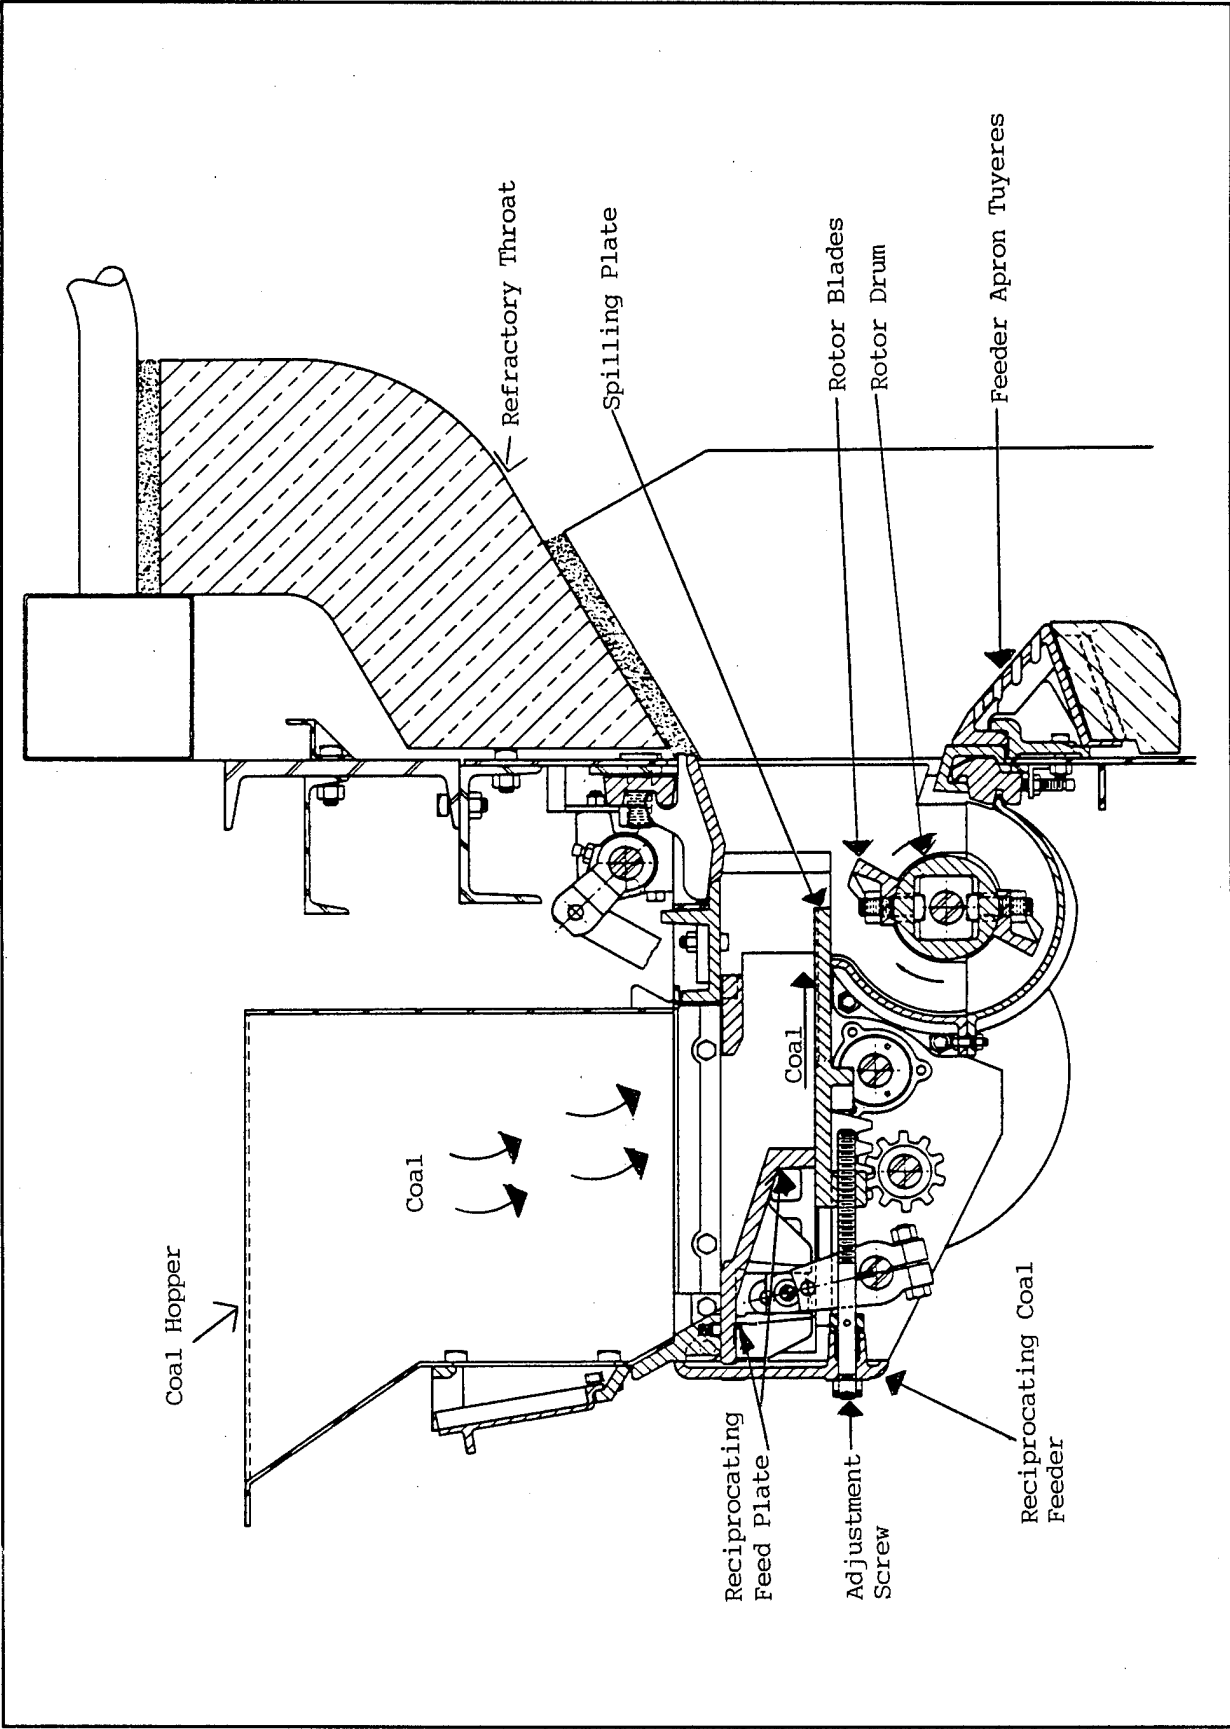 Coal Hopper
Coal
Refractory Throat
Spilling Plate
Coal
Rotor Blades
Rotor Drum
Feeder Apron Tuyeres
Reciprocating
Feed Plate
Adjustment
Screw
Reciprocating Coal
Feeder